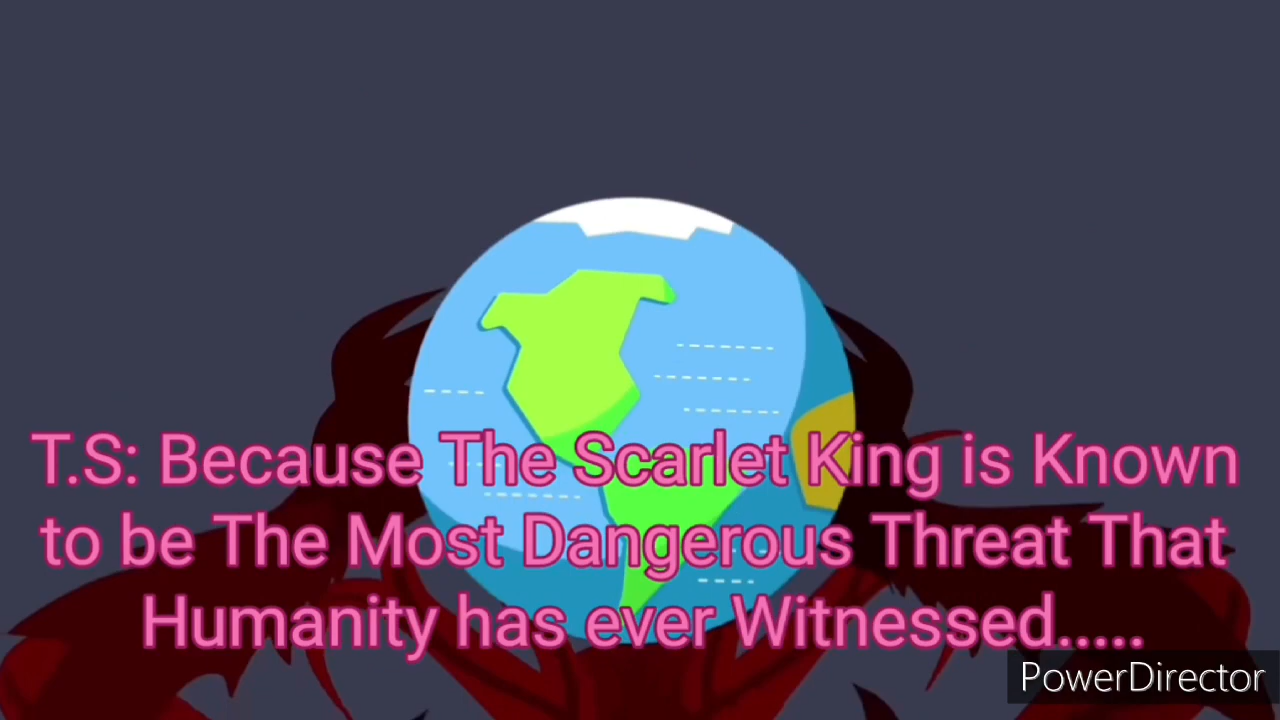 T.S: Because The Scarlet King is Known
to be The Most Dangerous Threat That
Humanity has ever Witnessed.....
PowerDirector